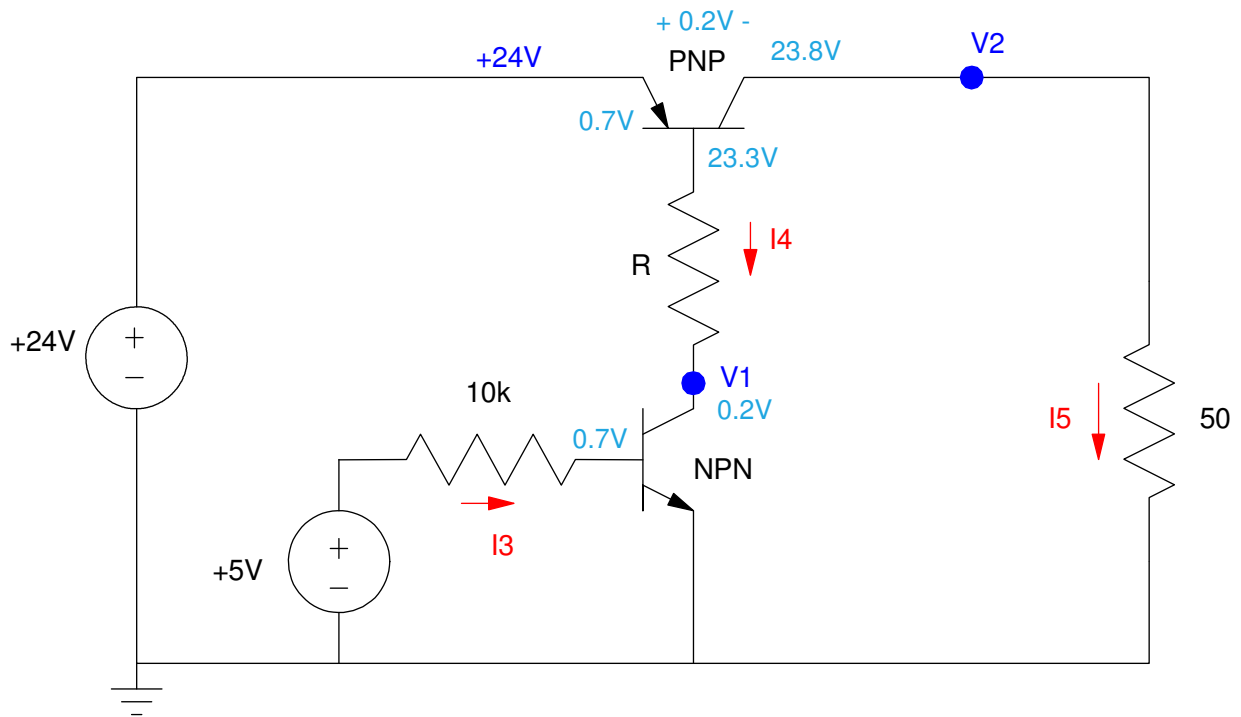 + 0.2V -
+24V
PNP
23.8V
V2
0.7V
23.3V
I4
R
+24V
+
−
V1
10k
0.2V
0.7V
I5
50
NPN
I3
+5V
+
−